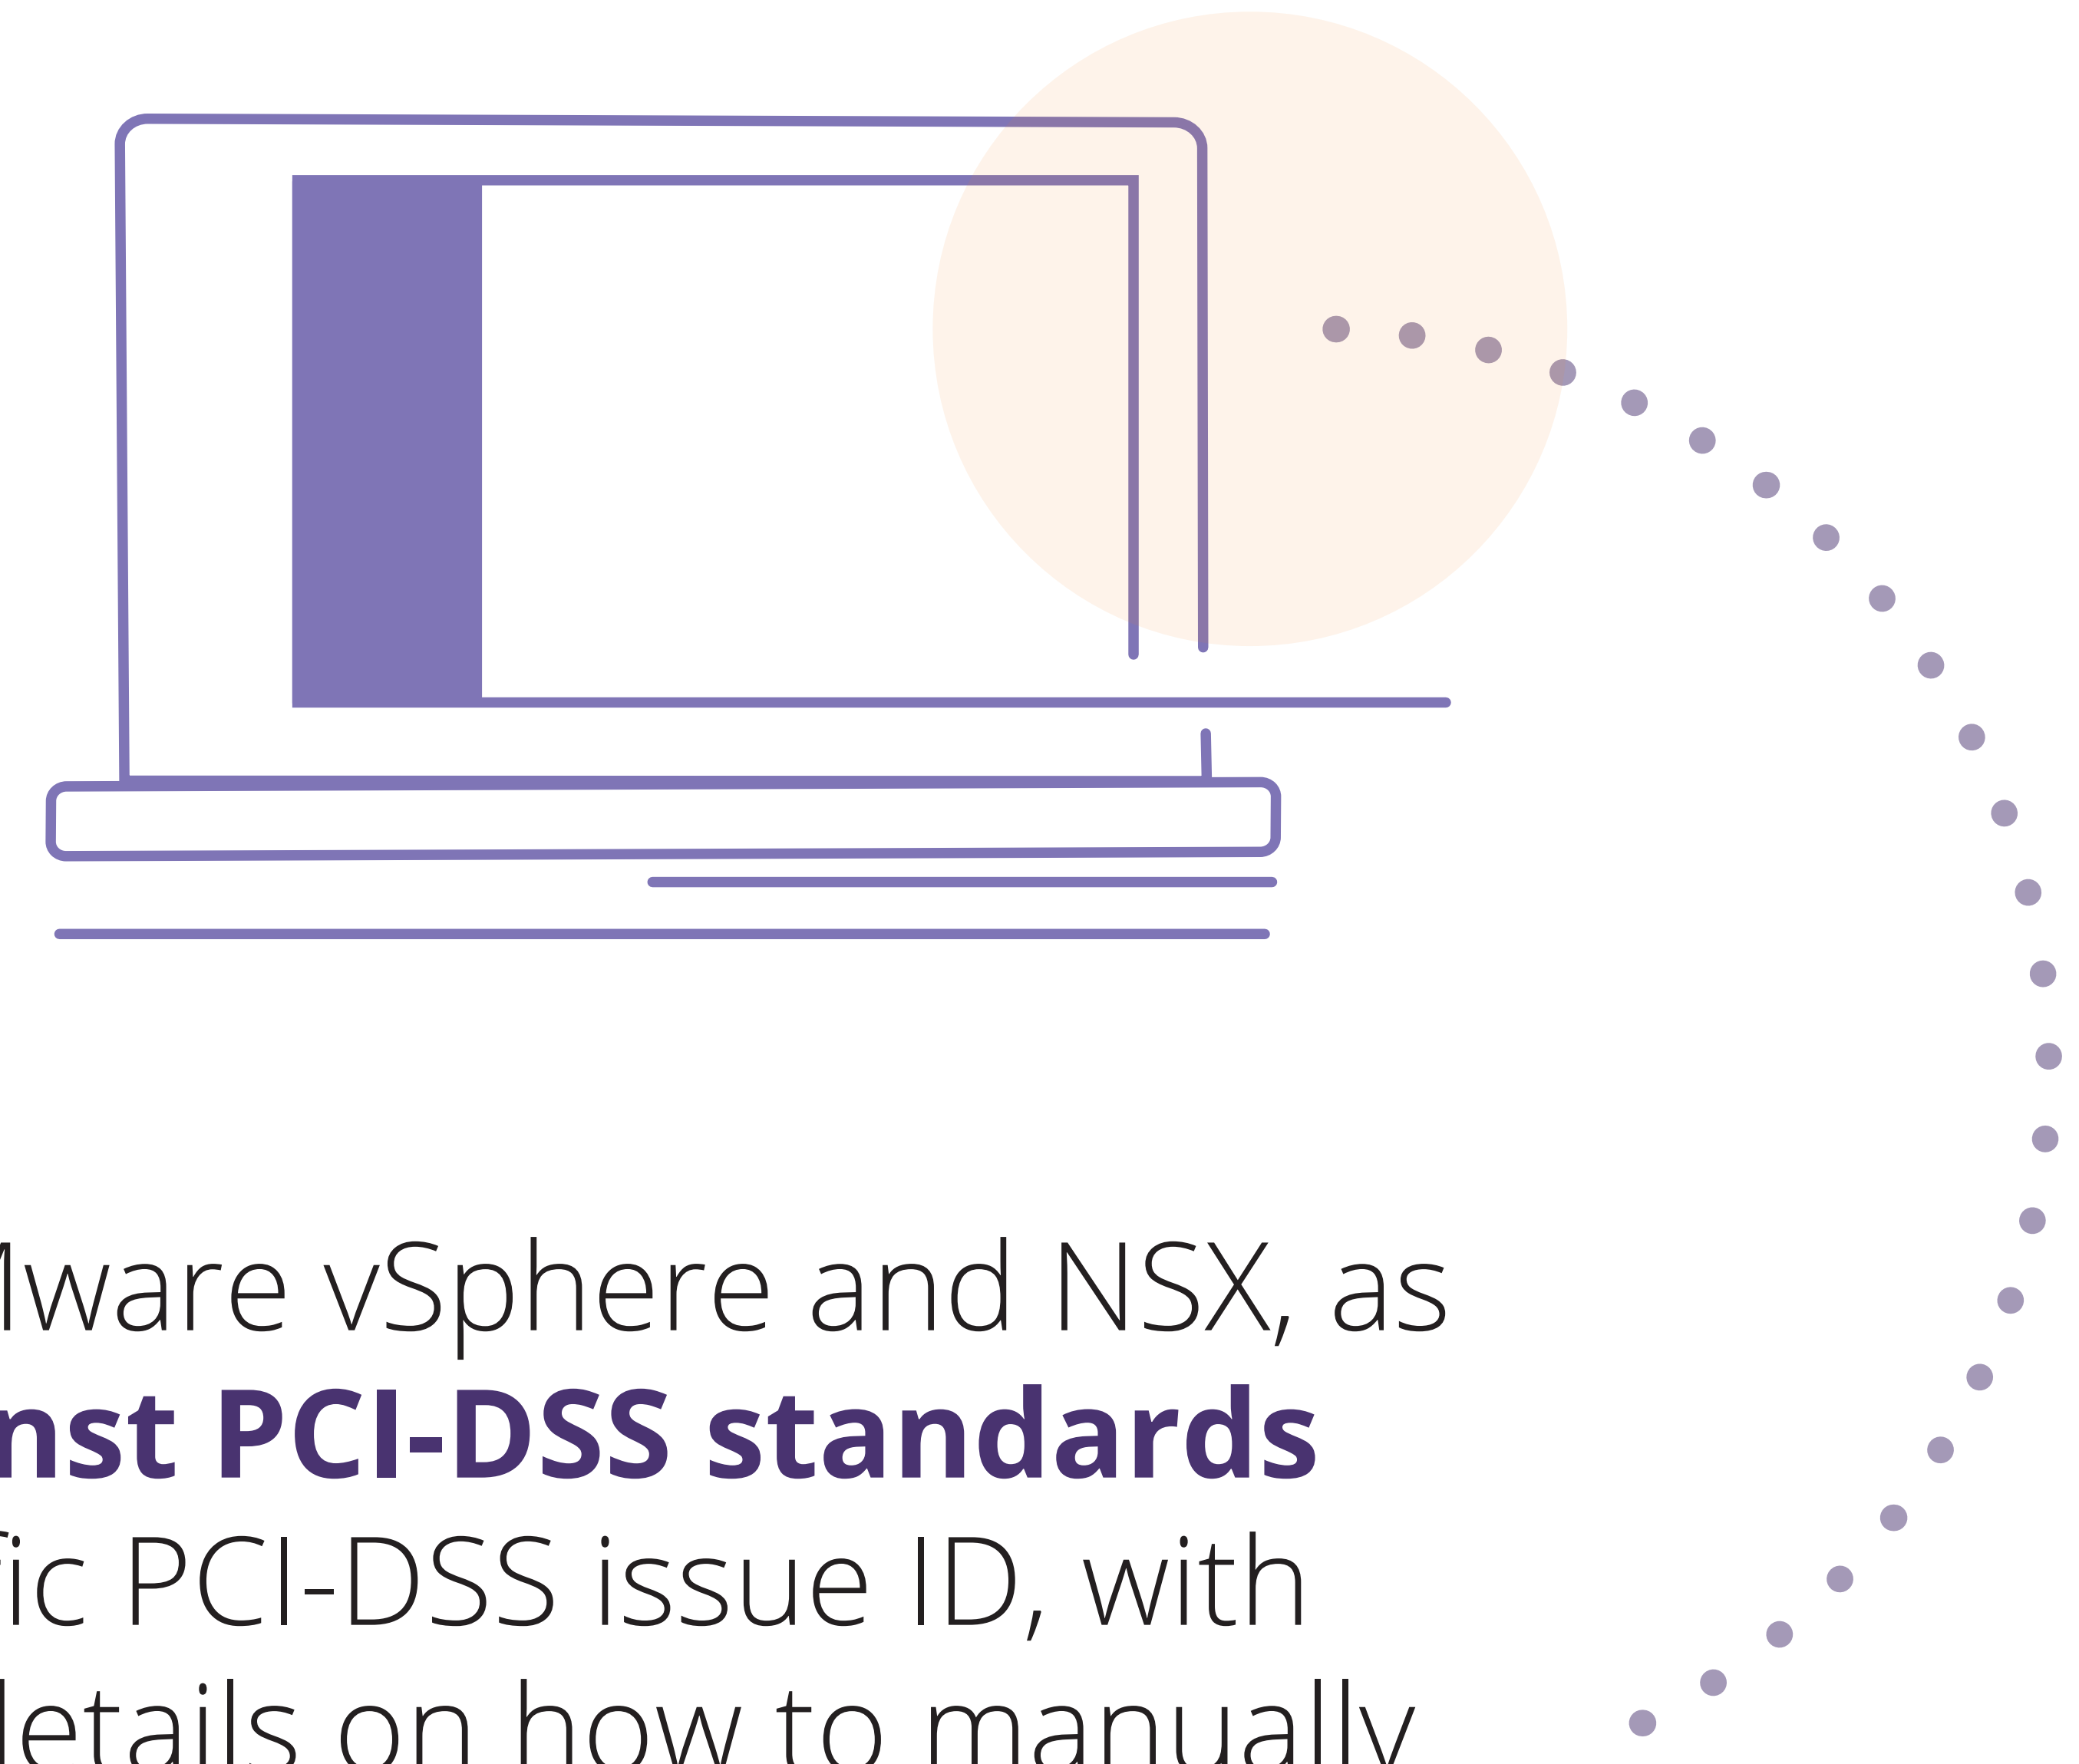 Mware vSphere and NSX, as
nst PCI-DSS standards
fic PCI-DSS issue ID, with
details on how to manually